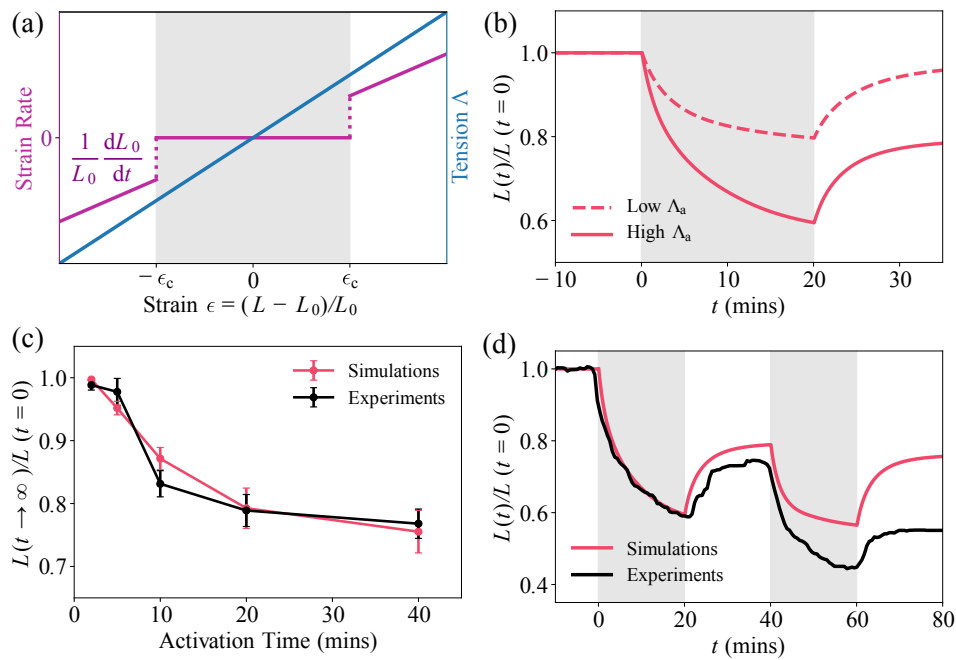 (a)
Strain Rate
0
1/L₀ dL₀/dt
Tension Λ
− ϵc
0
ϵc
Strain ϵ = (L − L₀)/L₀
(b)
L(t)/L (t = 0)
1.0
0.8
0.6
Low Λa
High Λa
−10
0
10
20
30
t (mins)
(c)
L(t → ∞)/L (t = 0)
1.0
0.9
0.8
0.7
Simulations
Experiments
0
10
20
30
40
Activation Time (mins)
(d)
L(t)/L (t = 0)
1.0
0.8
0.6
0.4
Simulations
Experiments
0
20
40
60
80
t (mins)